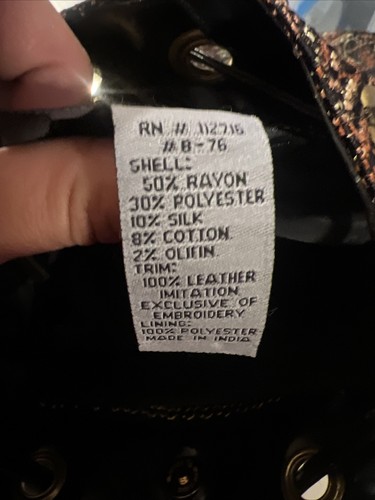 RN # 112716
# B-76
SHELL:
50% RAYON
30% POLYESTER
10% SILK
8% COTTON.
2% OLIFIN.
TRIM:
100% LEATHER
IMITATION
EXCLUSIVE OF
EMBROIDERY
LINING:
100% POLYESTER
MADE IN INDIA